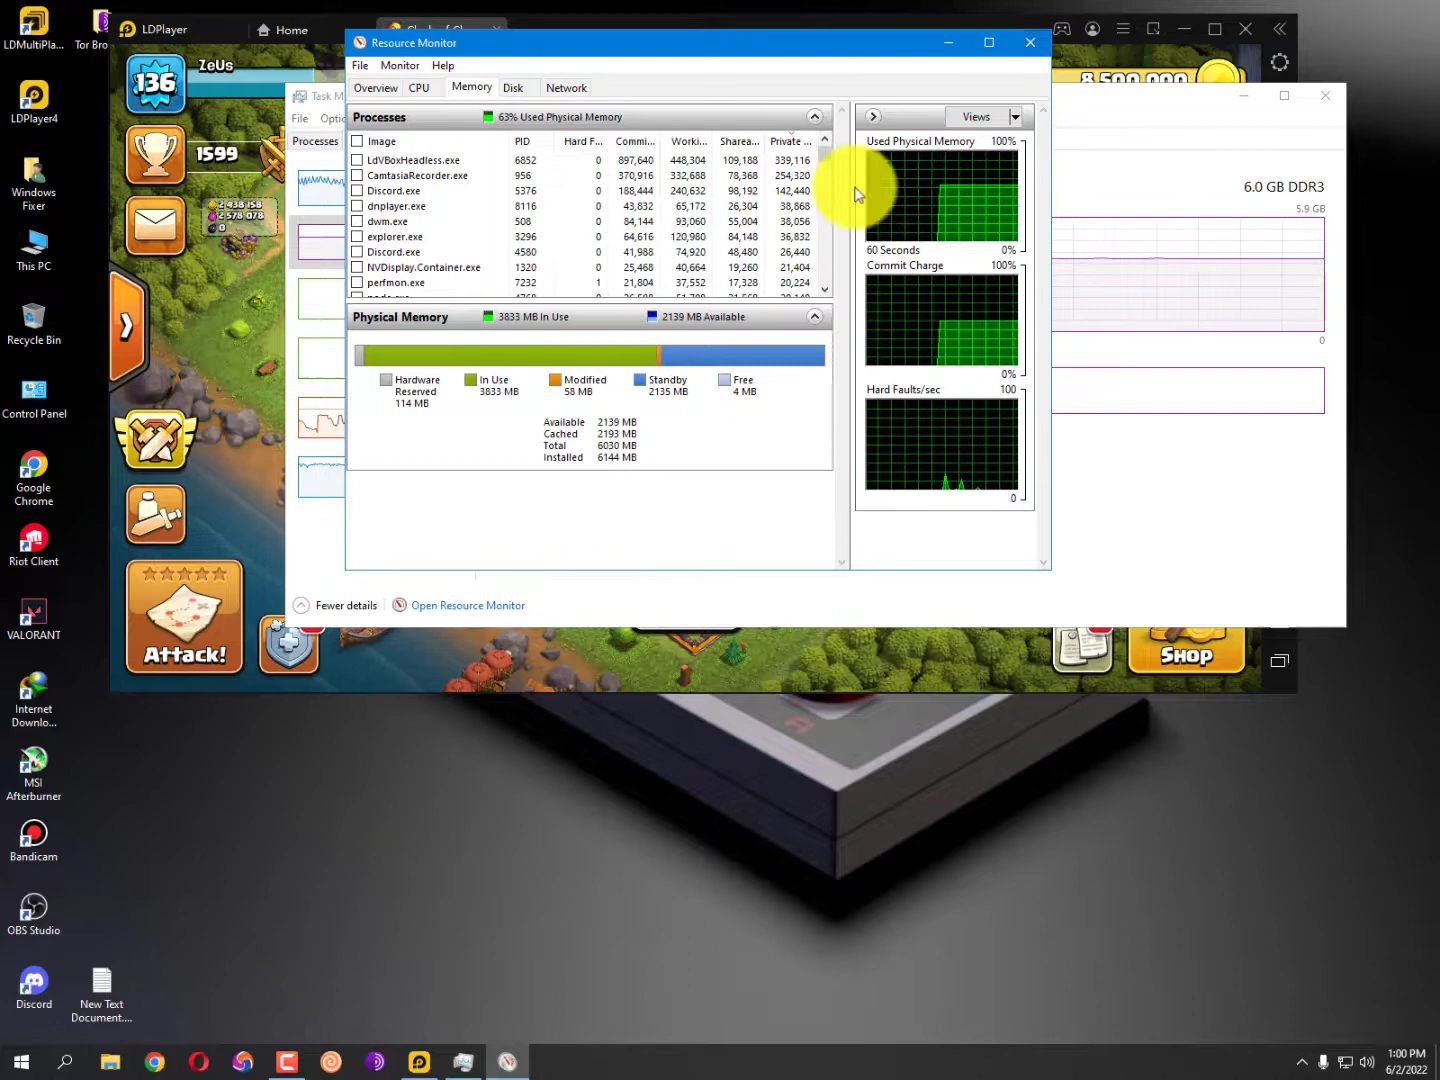 LDMultiPla...
Tor Bro
LDPlayer4
Windows
Fixer
This PC
Recycle Bin
Control Panel
Google
Chrome
Riot Client
VALORANT
Internet
Downlo...
MSI
Afterburner
Bandicam
OBS Studio
Discord
New Text
Document....
LDPlayer
Home
136
ZeUs
1599
2 438 158
2 578 078
0
Attack!
8 500 000
Shop
Task M
File
Optio
Processes
6.0 GB DDR3
5.9 GB
0
Fewer details
Open Resource Monitor
Resource Monitor
File Monitor Help
Overview CPU Memory Disk Network
Processes 63% Used Physical Memory
Image PID Hard F... Commi... Worki... Sharea... Private ...
LdVBoxHeadless.exe 6852 0 897,640 448,304 109,188 339,116
CamtasiaRecorder.exe 956 0 370,916 332,688 78,368 254,320
Discord.exe 5376 0 188,444 240,632 98,192 142,440
dnplayer.exe 8116 0 43,832 65,172 26,304 38,868
dwm.exe 508 0 84,144 93,060 55,004 38,056
explorer.exe 3296 0 64,616 120,980 84,148 36,832
Discord.exe 4580 0 41,988 74,920 48,480 26,440
NVDisplay.Container.exe 1320 0 25,468 40,664 19,260 21,404
perfmon.exe 7232 1 21,804 37,552 17,328 20,224
Physical Memory 3833 MB In Use 2139 MB Available
Hardware
Reserved
114 MB
In Use
3833 MB
Modified
58 MB
Standby
2135 MB
Free
4 MB
Available 2139 MB
Cached 2193 MB
Total 6030 MB
Installed 6144 MB
Views
Used Physical Memory 100%
60 Seconds 0%
Commit Charge 100%
0%
Hard Faults/sec 100
0
1:00 PM
6/2/2022